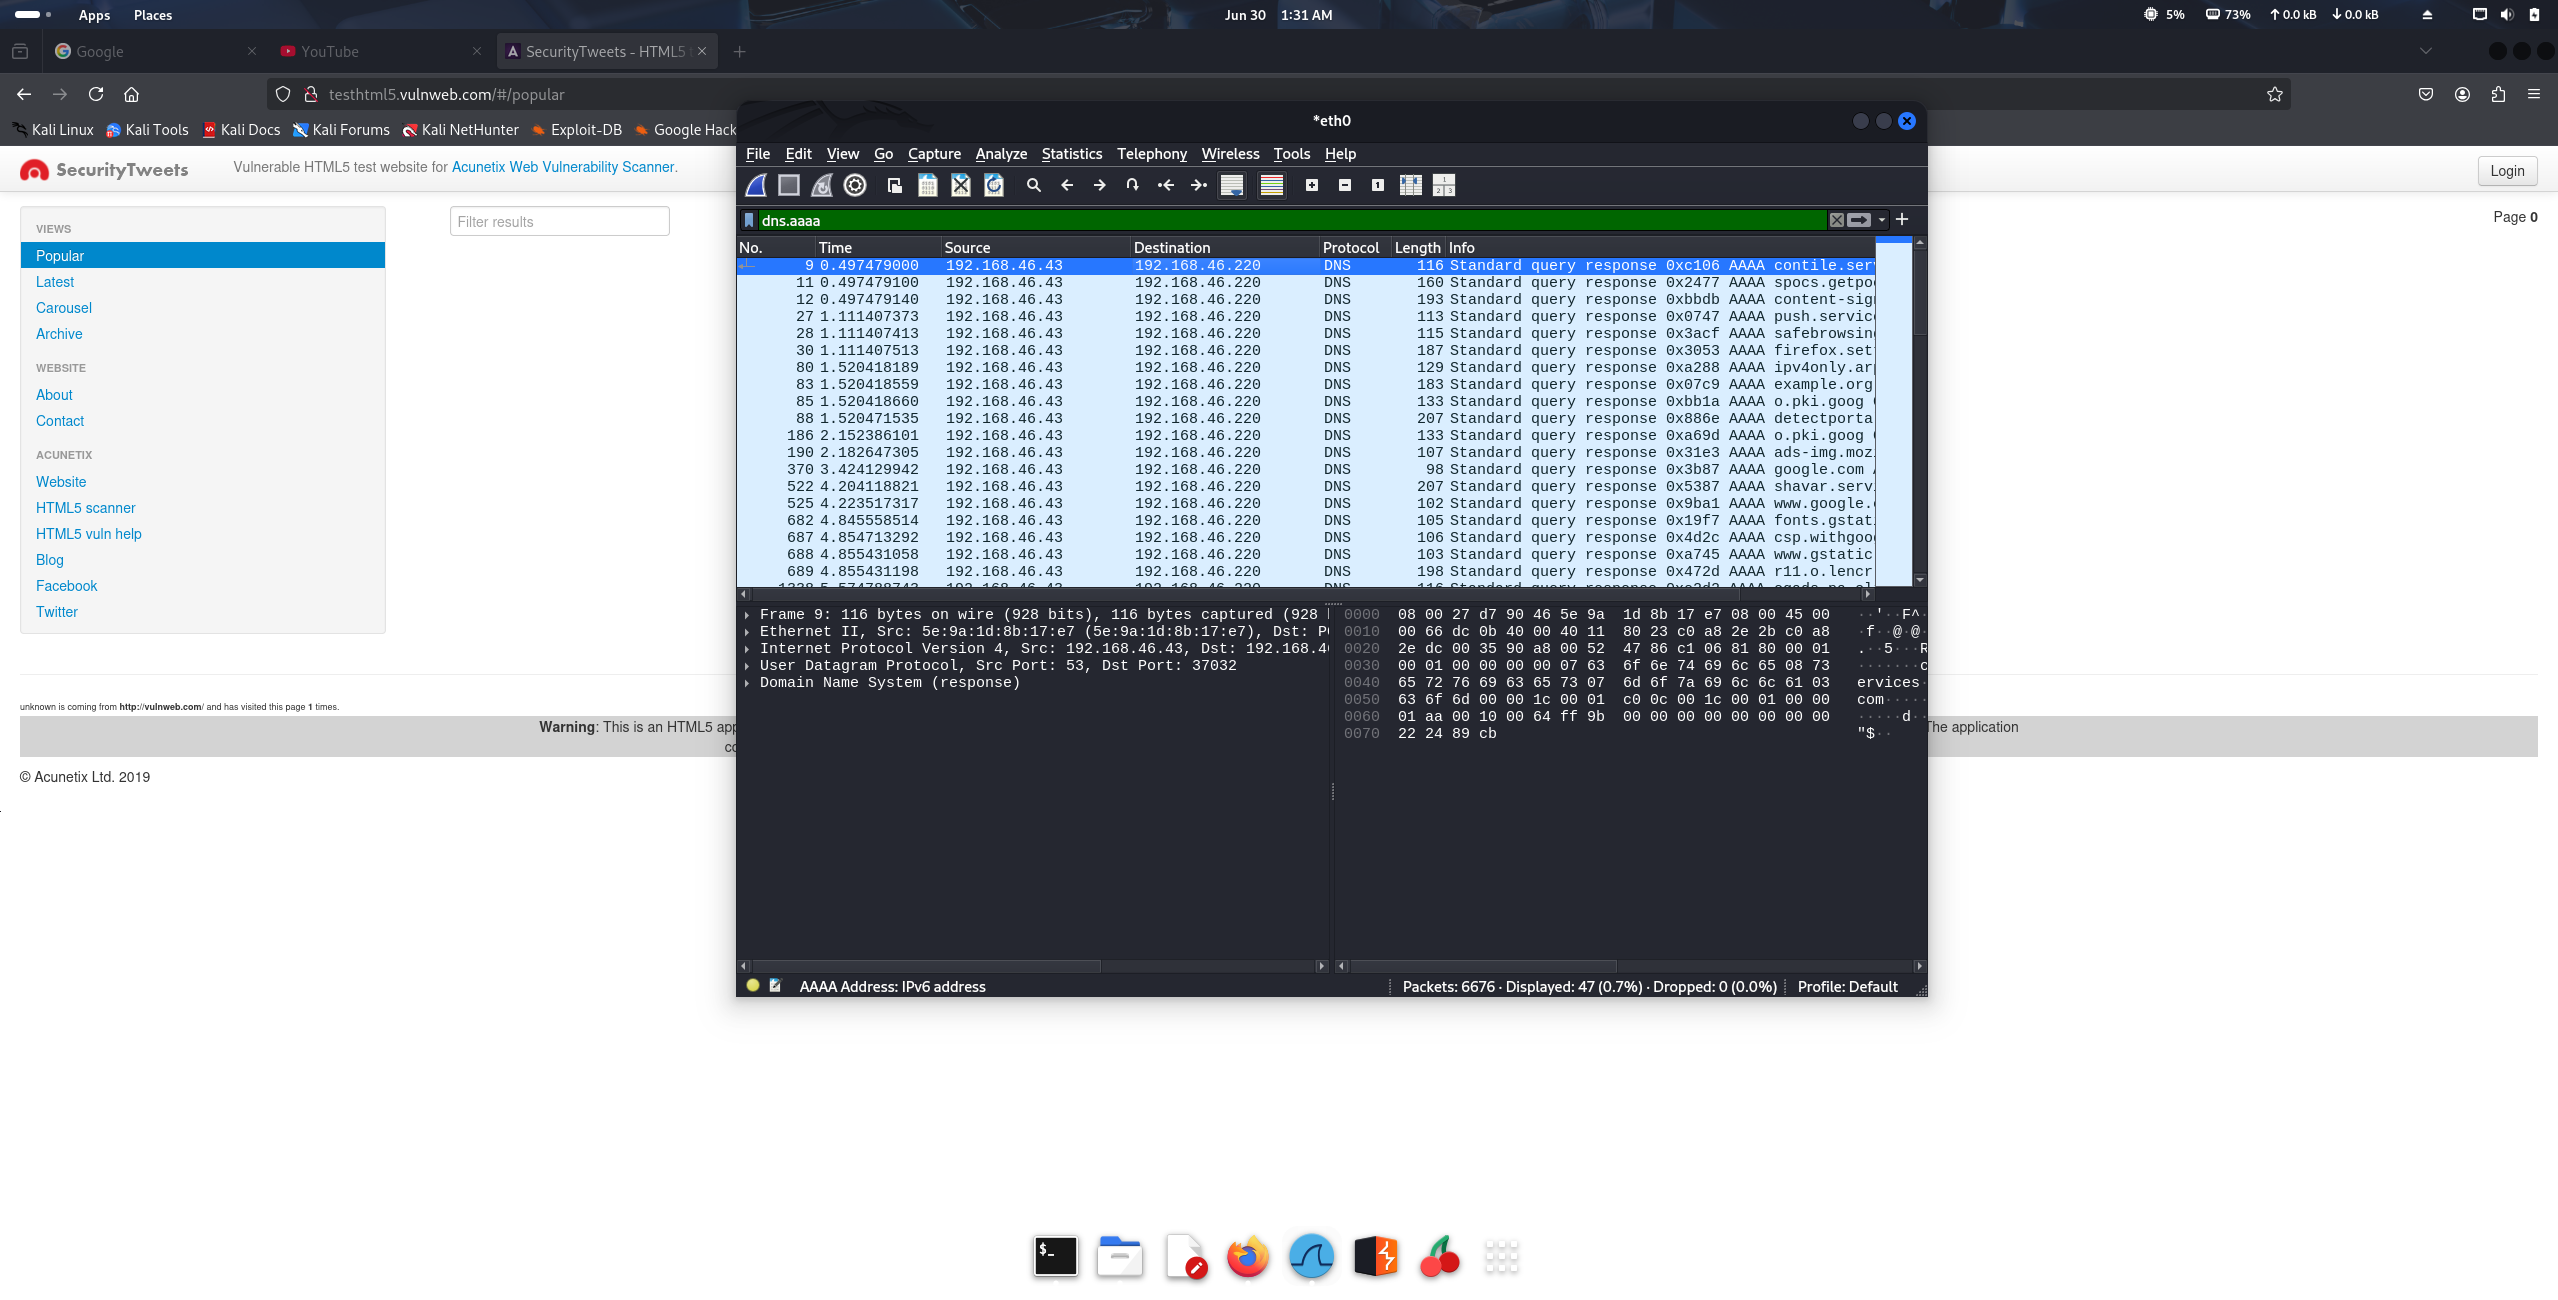 Apps Places Jun 30 1:31 AM 5% 73% 0.0 kB 0.0 kB
Google YouTube SecurityTweets - HTML5
testhtml5.vulnweb.com/#/popular
Kali Linux Kali Tools Kali Docs Kali Forums Kali NetHunter Exploit-DB Google Hack
SecurityTweets Vulnerable HTML5 test website for Acunetix Web Vulnerability Scanner. Login
Filter results Page 0
VIEWS
Popular
Latest
Carousel
Archive
WEBSITE
About
Contact
ACUNETIX
Website
HTML5 scanner
HTML5 vuln help
Blog
Facebook
Twitter
unknown is coming from http://vulnweb.com/ and has visited this page 1 times.
Warning: This is an HTML5 app The application
co
© Acunetix Ltd. 2019
*eth0
File Edit View Go Capture Analyze Statistics Telephony Wireless Tools Help
dns.aaaa
No. Time Source Destination Protocol Length Info
9 0.497479000 192.168.46.43 192.168.46.220 DNS 116 Standard query response 0xc106 AAAA contile.ser
11 0.497479100 192.168.46.43 192.168.46.220 DNS 160 Standard query response 0x2477 AAAA spocs.getpo
12 0.497479140 192.168.46.43 192.168.46.220 DNS 193 Standard query response 0xbbdb AAAA content-sig
27 1.111407373 192.168.46.43 192.168.46.220 DNS 113 Standard query response 0x0747 AAAA push.servic
28 1.111407413 192.168.46.43 192.168.46.220 DNS 115 Standard query response 0x3acf AAAA safebrowsin
30 1.111407513 192.168.46.43 192.168.46.220 DNS 187 Standard query response 0x3053 AAAA firefox.set
80 1.520418189 192.168.46.43 192.168.46.220 DNS 129 Standard query response 0xa288 AAAA ipv4only.ar
83 1.520418559 192.168.46.43 192.168.46.220 DNS 183 Standard query response 0x07c9 AAAA example.org
85 1.520418660 192.168.46.43 192.168.46.220 DNS 133 Standard query response 0xbb1a AAAA o.pki.goog
88 1.520471535 192.168.46.43 192.168.46.220 DNS 207 Standard query response 0x886e AAAA detectporta
186 2.152386101 192.168.46.43 192.168.46.220 DNS 133 Standard query response 0xa69d AAAA o.pki.goog
190 2.182647305 192.168.46.43 192.168.46.220 DNS 107 Standard query response 0x31e3 AAAA ads-img.moz
370 3.424129942 192.168.46.43 192.168.46.220 DNS 98 Standard query response 0x3b87 AAAA google.com
522 4.204118821 192.168.46.43 192.168.46.220 DNS 207 Standard query response 0x5387 AAAA shavar.serv
525 4.223517317 192.168.46.43 192.168.46.220 DNS 102 Standard query response 0x9ba1 AAAA www.google.
682 4.845558514 192.168.46.43 192.168.46.220 DNS 105 Standard query response 0x19f7 AAAA fonts.gstat
687 4.854713292 192.168.46.43 192.168.46.220 DNS 106 Standard query response 0x4d2c AAAA csp.withgoo
688 4.855431058 192.168.46.43 192.168.46.220 DNS 103 Standard query response 0xa745 AAAA www.gstatic
689 4.855431198 192.168.46.43 192.168.46.220 DNS 198 Standard query response 0x472d AAAA r11.o.lencr
Frame 9: 116 bytes on wire (928 bits), 116 bytes captured (928
Ethernet II, Src: 5e:9a:1d:8b:17:e7 (5e:9a:1d:8b:17:e7), Dst: PC
Internet Protocol Version 4, Src: 192.168.46.43, Dst: 192.168.4
User Datagram Protocol, Src Port: 53, Dst Port: 37032
Domain Name System (response)
0000 08 00 27 d7 90 46 5e 9a 1d 8b 17 e7 08 00 45 00 ··'··F^·
0010 00 66 dc 0b 40 00 40 11 80 23 c0 a8 2e 2b c0 a8 ·f··@·@·
0020 2e dc 00 35 90 a8 00 52 47 86 c1 06 81 80 00 01 .··5···R
0030 00 01 00 00 00 00 07 63 6f 6e 74 69 6c 65 08 73 ·······c
0040 65 72 76 69 63 65 73 07 6d 6f 7a 69 6c 6c 61 03 ervices·
0050 63 6f 6d 00 00 1c 00 01 c0 0c 00 1c 00 01 00 00 com·····
0060 01 aa 00 10 00 64 ff 9b 00 00 00 00 00 00 00 00 ·····d··
0070 22 24 89 cb "$··
AAAA Address: IPv6 address Packets: 6676 · Displayed: 47 (0.7%) · Dropped: 0 (0.0%) Profile: Default